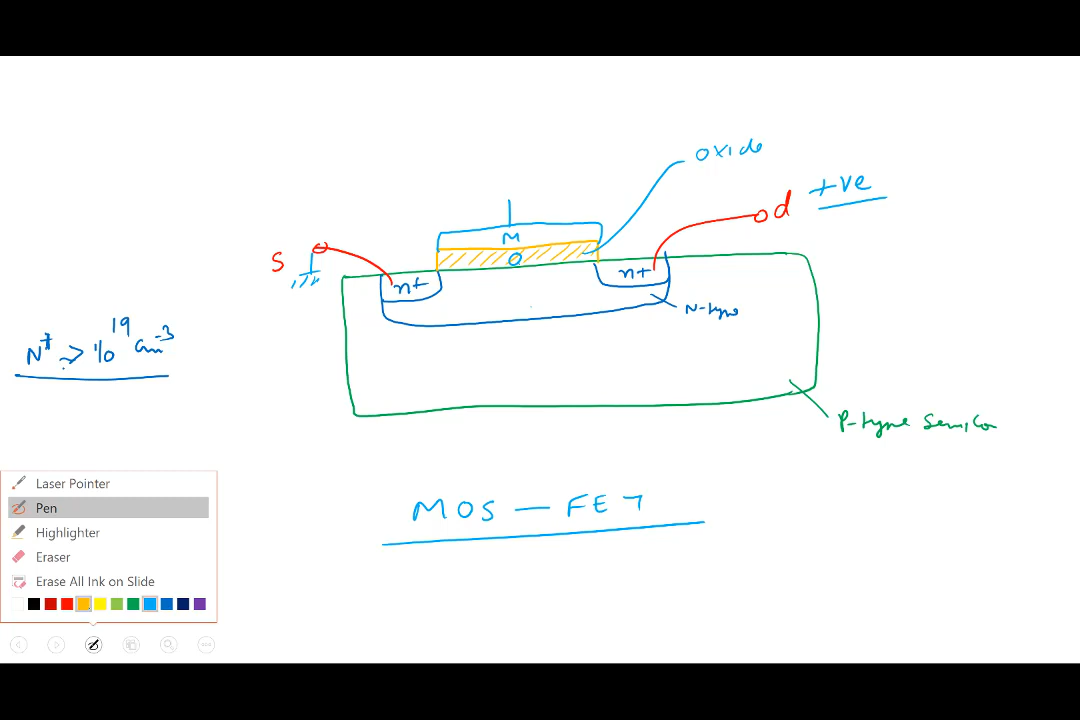 oxide
+ve
d
M
O
S
n+
n+
N-type
N+ > 10^19 cm^-3
P-type Semico
MOS — FET
Laser Pointer
Pen
Highlighter
Eraser
Erase All Ink on Slide